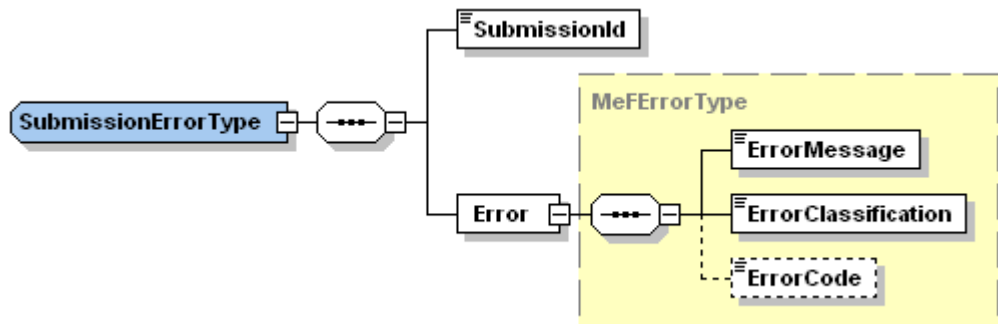 SubmissionId
MeFErrorType
SubmissionErrorType
ErrorMessage
Error
ErrorClassification
ErrorCode